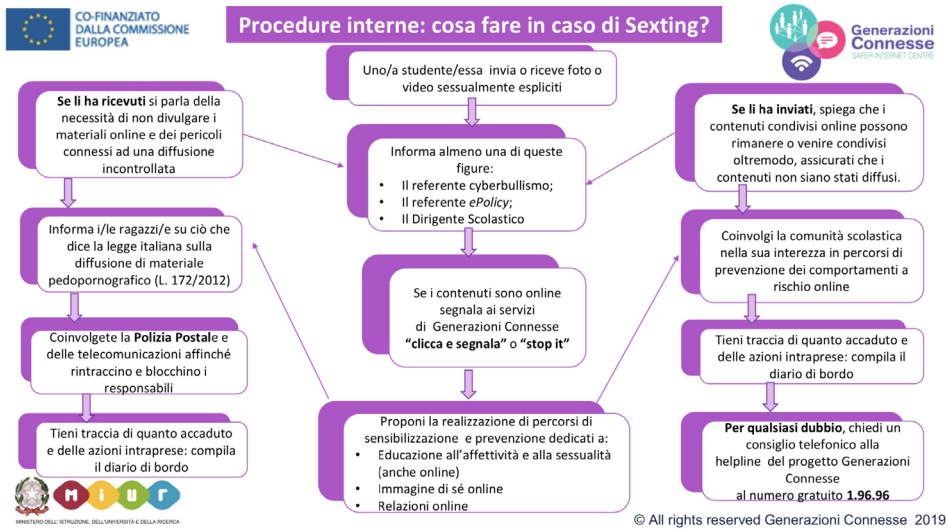 CO-FINANZIATO
DALLA COMMISSIONE
EUROPEA
Procedure interne: cosa fare in caso di Sexting?
Generazioni
Connesse
SAFER INTERNET CENTRE
Uno/a studente/essa invia o riceve foto o
video sessualmente espliciti
Se li ha ricevuti si parla della
necessità di non divulgare i
materiali online e dei pericoli
connessi ad una diffusione
incontrollata
Informa almeno una di queste
figure:
• Il referente cyberbullismo;
• Il referente ePolicy;
• Il Dirigente Scolastico
Se li ha inviati, spiega che i
contenuti condivisi online possono
rimanere o venire condivisi
oltremodo, assicurati che i
contenuti non siano stati diffusi.
Informa i/le ragazzi/e su ciò che
dice la legge italiana sulla
diffusione di materiale
pedopornografico (L. 172/2012)
Se i contenuti sono online
segnala ai servizi
di Generazioni Connesse
“clicca e segnala” o “stop it”
Coinvolgi la comunità scolastica
nella sua interezza in percorsi di
prevenzione dei comportamenti a
rischio online
Coinvolgete la Polizia Postale e
delle telecomunicazioni affinché
rintraccino e blocchino i
responsabili
Tieni traccia di quanto accaduto e
delle azioni intraprese: compila il
diario di bordo
Tieni traccia di quanto accaduto
e delle azioni intraprese: compila
il diario di bordo
Proponi la realizzazione di percorsi di
sensibilizzazione e prevenzione dedicati a:
• Educazione all’affettività e alla sessualità
(anche online)
• Immagine di sé online
• Relazioni online
Per qualsiasi dubbio, chiedi un
consiglio telefonico alla
helpline del progetto Generazioni
Connesse
al numero gratuito 1.96.96
MIUR
MINISTERO DELL’ISTRUZIONE, DELL’UNIVERSITÀ E DELLA RICERCA
© All rights reserved Generazioni Connesse 2019